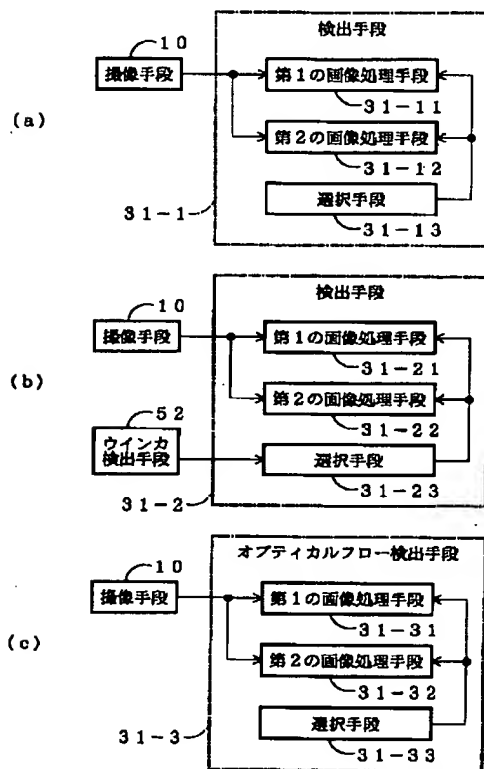 (a)
10
撮像手段
検出手段
第1の画像処理手段
31-11
第2の画像処理手段
31-12
選択手段
31-13
31-1
(b)
10
撮像手段
52
ウインカ
検出手段
検出手段
第1の画像処理手段
31-21
第2の画像処理手段
31-22
選択手段
31-23
31-2
(c)
10
撮像手段
オプティカルフロー検出手段
第1の画像処理手段
31-31
第2の画像処理手段
31-32
選択手段
31-33
31-3